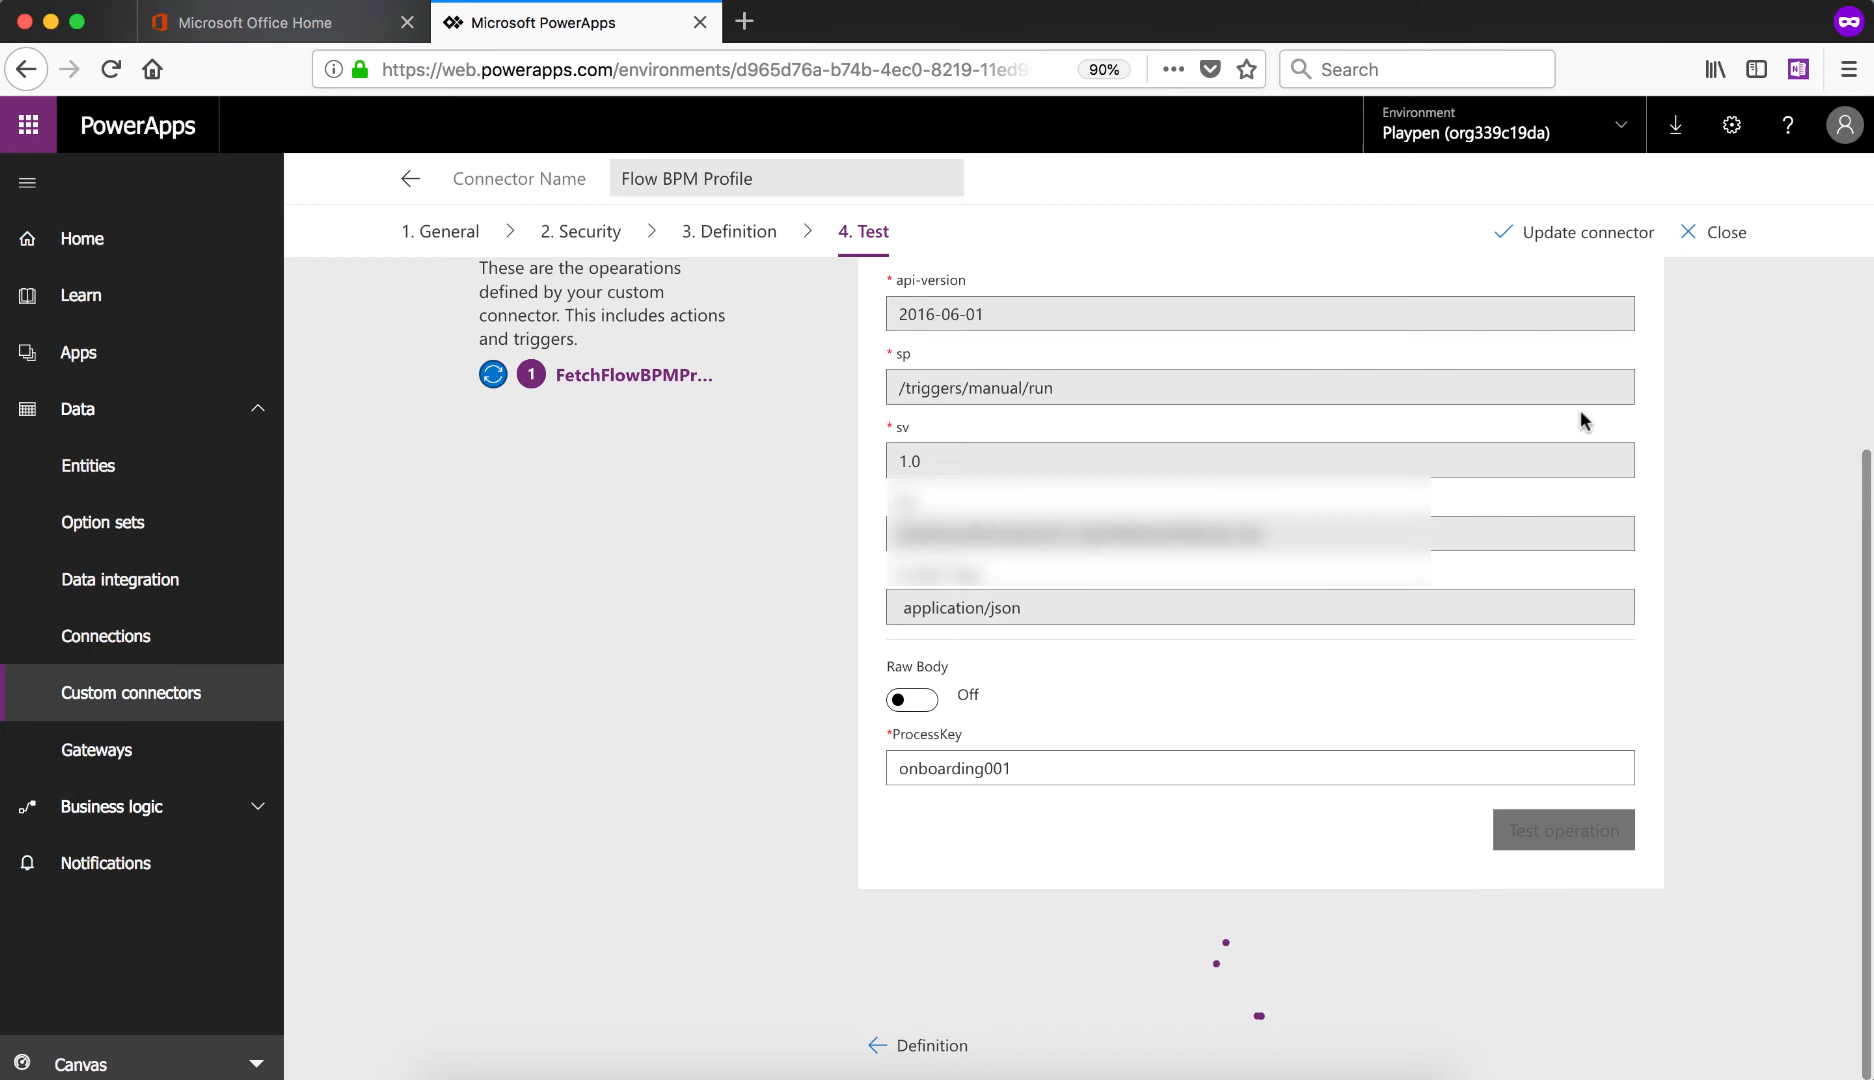 Microsoft Office Home
Microsoft PowerApps
https://web.powerapps.com/environments/d965d76a-b74b-4ec0-8219-11ed9
90%
Search
PowerApps
Environment
Playpen (org339c19da)
Connector Name
Flow BPM Profile
1. General
2. Security
3. Definition
4. Test
Update connector
Close
Home
Learn
Apps
Data
Entities
Option sets
Data integration
Connections
Custom connectors
Gateways
Business logic
Notifications
Canvas
These are the opearations
defined by your custom
connector. This includes actions
and triggers.
1
FetchFlowBPMPr...
* api-version
2016-06-01
* sp
/triggers/manual/run
* sv
1.0
application/json
Raw Body
Off
*ProcessKey
onboarding001
Test operation
Definition